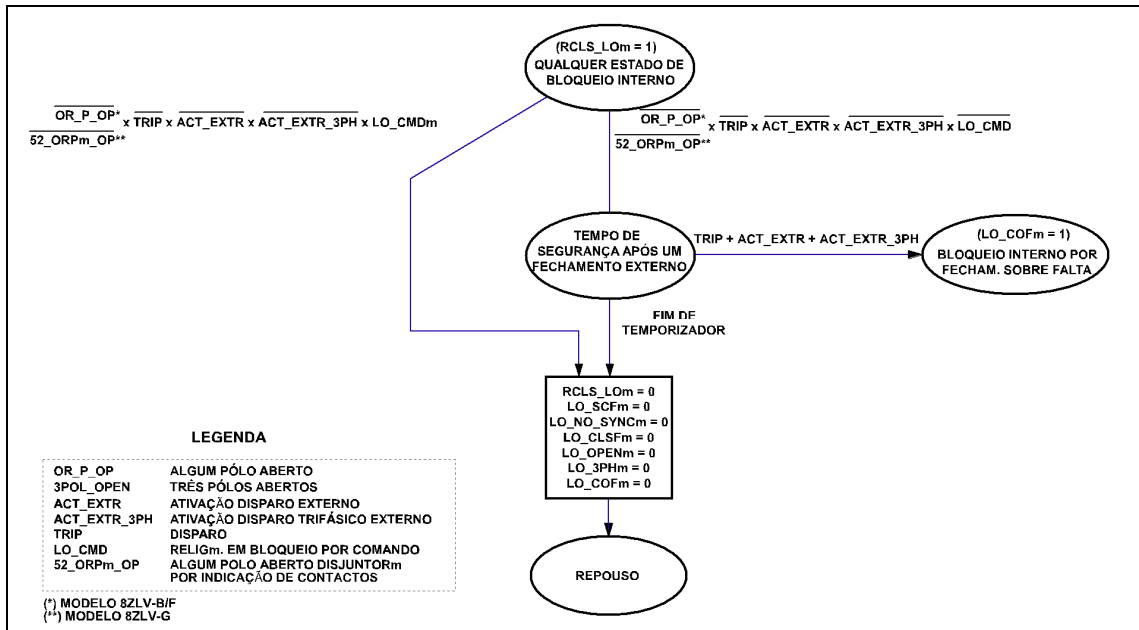 (RCLS_LOm = 1)
QUALQUER ESTADO DE
BLOQUEIO INTERNO
OR_P_OP* x TRIP x ACT_EXTR x ACT_EXTR_3PH x LO_CMDm
52_ORPm_OP**
OR_P_OP* x TRIP x ACT_EXTR x ACT_EXTR_3PH x LO_CMD
52_ORPm_OP**
TEMPO DE
SEGURANÇA APÓS UM
FECHAMENTO EXTERNO
TRIP + ACT_EXTR + ACT_EXTR_3PH
(LO_COFm = 1)
BLOQUEIO INTERNO POR
FECHAM. SOBRE FALTA
FIM DE
TEMPORIZADOR
RCLS_LOm = 0
LO_SCFm = 0
LO_NO_SYNCm = 0
LO_CLSFm = 0
LO_OPENm = 0
LO_3PHm = 0
LO_COFm = 0
REPOUSO
LEGENDA
OR_P_OP ALGUM PÓLO ABERTO
3POL_OPEN TRÊS PÓLOS ABERTOS
ACT_EXTR ATIVAÇÃO DISPARO EXTERNO
ACT_EXTR_3PH ATIVAÇÃO DISPARO TRIFÁSICO EXTERNO
TRIP DISPARO
LO_CMD RELIGm. EM BLOQUEIO POR COMANDO
52_ORPm_OP ALGUM POLO ABERTO DISJUNTORm
POR INDICAÇÃO DE CONTACTOS
(*) MODELO 8ZLV-B/F
(**) MODELO 8ZLV-G